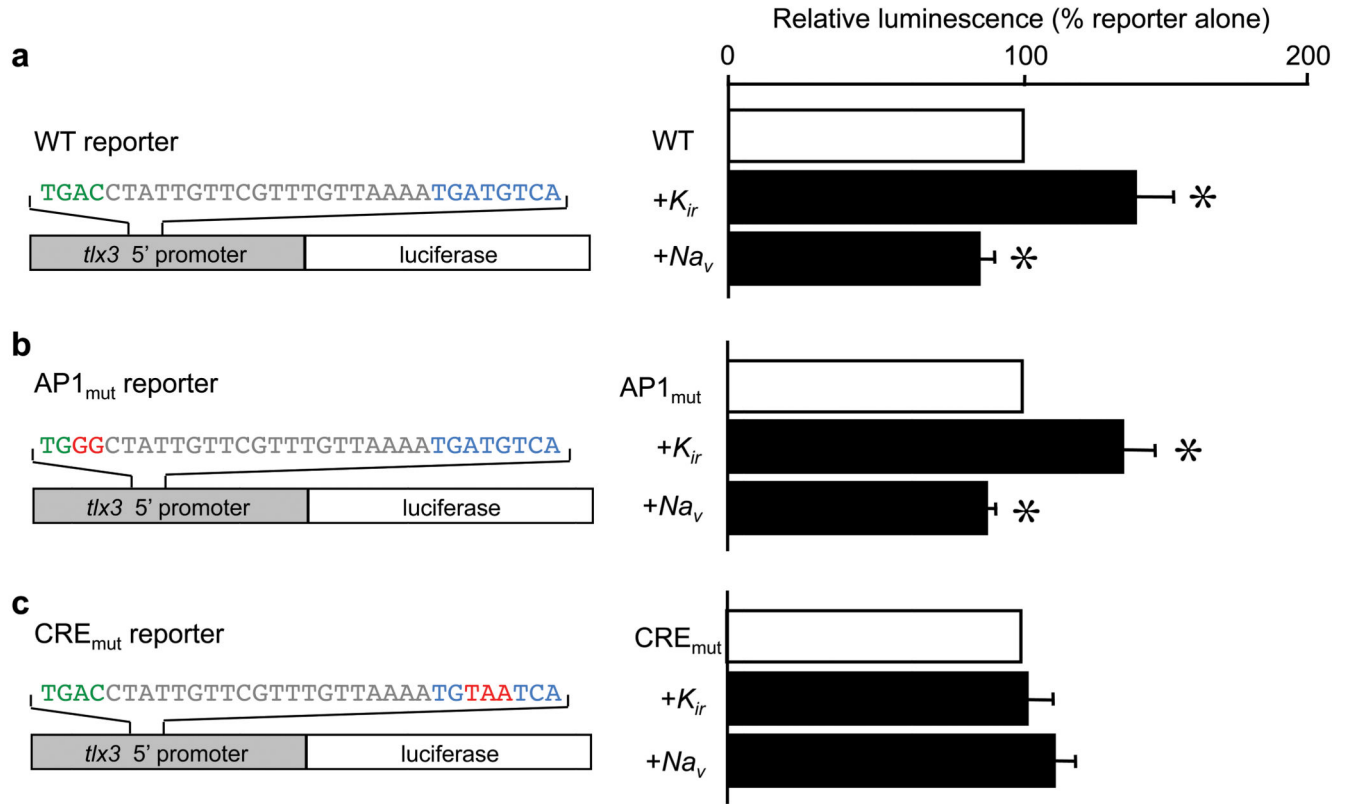 Relative luminescence (% reporter alone)
0 100 200
a
WT reporter
TGACCTATTGTTCGTTTGTTAAAATGATGTCA
tlx3 5' promoter luciferase
WT
+Kir *
+Nav *
b
AP1mut reporter
TGGGCTATTGTTCGTTTGTTAAAATGATGTCA
tlx3 5' promoter luciferase
AP1mut
+Kir *
+Nav *
c
CREmut reporter
TGACCTATTGTTCGTTTGTTAAAATGTAATCA
tlx3 5' promoter luciferase
CREmut
+Kir
+Nav